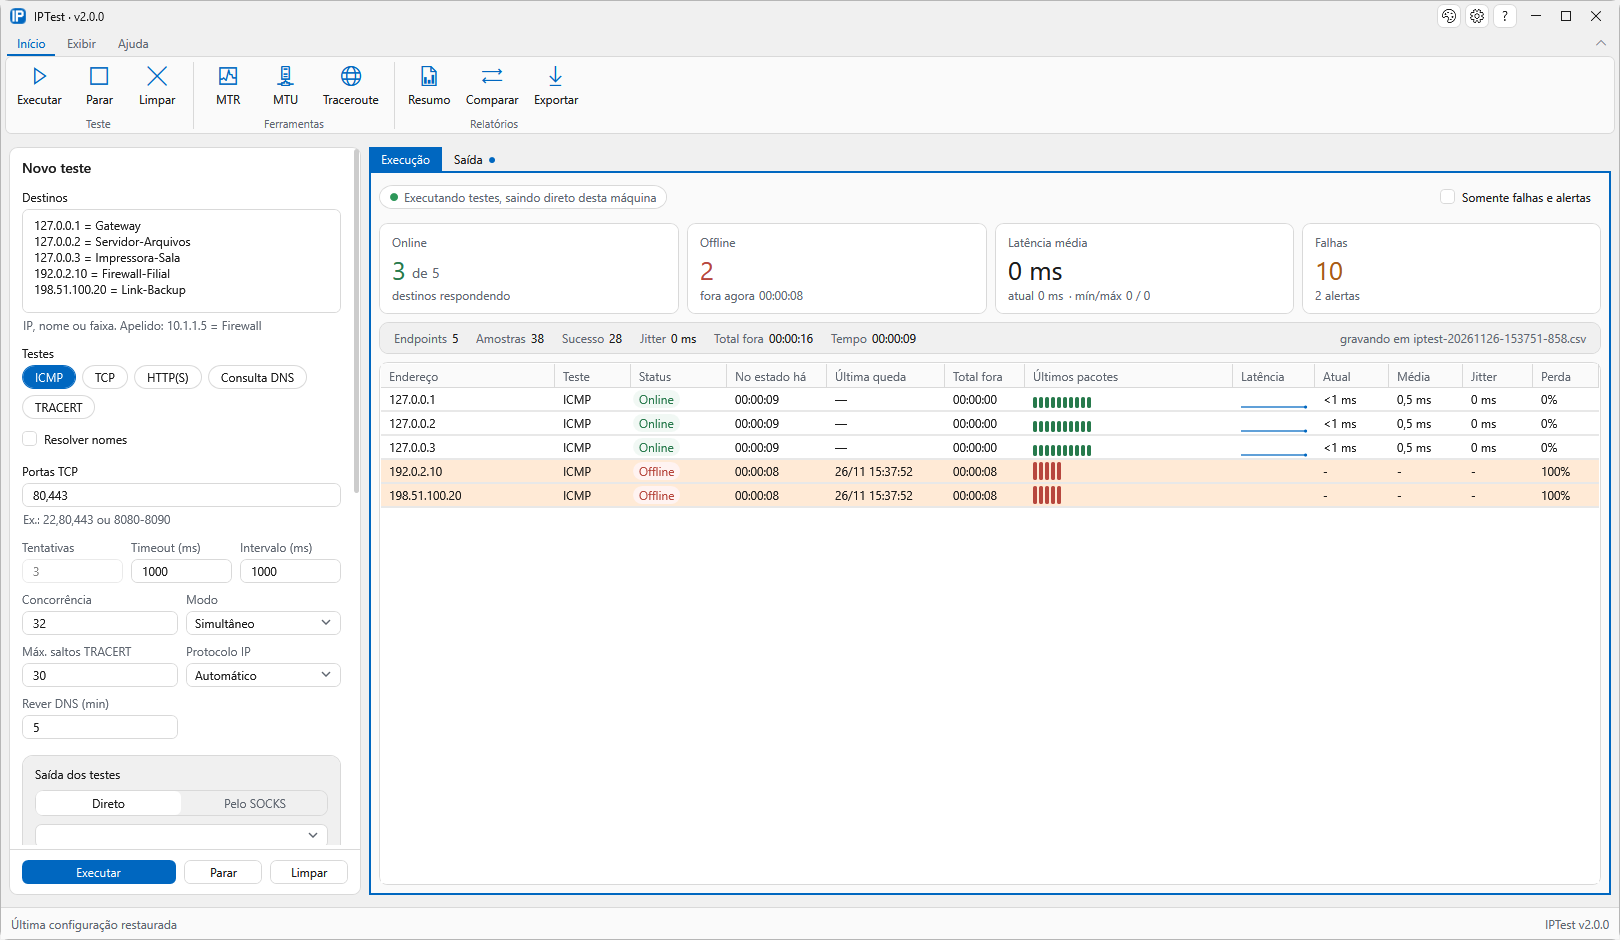 IPTest · v2.0.0
?
Início Exibir Ajuda
Executar Parar Limpar MTR MTU Traceroute Resumo Comparar Exportar
Teste Ferramentas Relatórios
Novo teste
Destinos
127.0.0.1 = Gateway
127.0.0.2 = Servidor-Arquivos
127.0.0.3 = Impressora-Sala
192.0.2.10 = Firewall-Filial
198.51.100.20 = Link-Backup
IP, nome ou faixa. Apelido: 10.1.1.5 = Firewall
Testes
ICMP TCP HTTP(S) Consulta DNS
TRACERT
Resolver nomes
Portas TCP
80,443
Ex.: 22,80,443 ou 8080-8090
Tentativas Timeout (ms) Intervalo (ms)
3 1000 1000
Concorrência Modo
32 Simultâneo
Máx. saltos TRACERT Protocolo IP
30 Automático
Rever DNS (min)
5
Saída dos testes
Direto Pelo SOCKS
Executar Parar Limpar
Execução Saída
Executando testes, saindo direto desta máquina Somente falhas e alertas
Online Offline Latência média Falhas
3 de 5 2 0 ms 10
destinos respondendo fora agora 00:00:08 atual 0 ms · mín/máx 0 / 0 2 alertas
Endpoints 5 Amostras 38 Sucesso 28 Jitter 0 ms Total fora 00:00:16 Tempo 00:00:09 gravando em iptest-20261126-153751-858.csv
Endereço Teste Status No estado há Última queda Total fora Últimos pacotes Latência Atual Média Jitter Perda
127.0.0.1 ICMP Online 00:00:09 — 00:00:00 <1 ms 0,5 ms 0 ms 0%
127.0.0.2 ICMP Online 00:00:09 — 00:00:00 <1 ms 0,5 ms 0 ms 0%
127.0.0.3 ICMP Online 00:00:09 — 00:00:00 <1 ms 0,5 ms 0 ms 0%
192.0.2.10 ICMP Offline 00:00:08 26/11 15:37:52 00:00:08 - - - 100%
198.51.100.20 ICMP Offline 00:00:08 26/11 15:37:52 00:00:08 - - - 100%
Última configuração restaurada IPTest v2.0.0